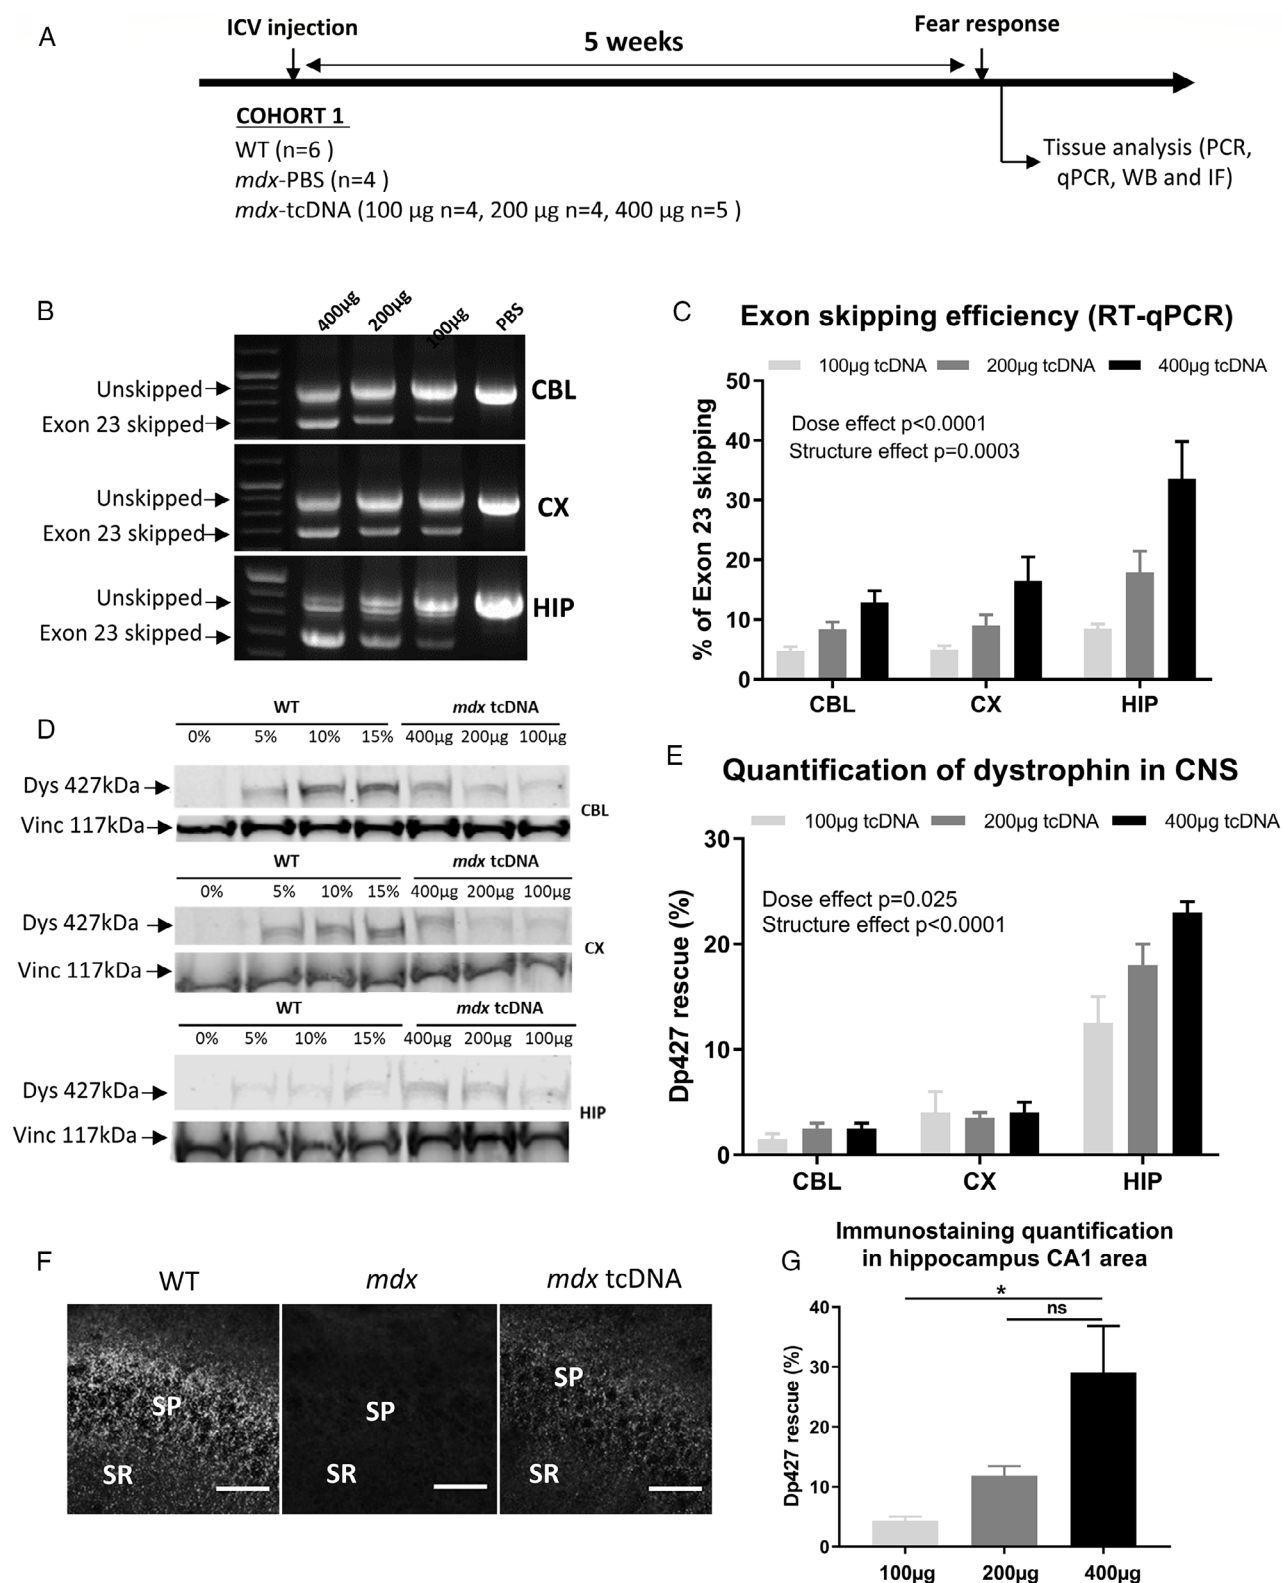 A
ICV injection
5 weeks
Fear response
COHORT 1
WT (n=6 )
mdx-PBS (n=4 )
mdx-tcDNA (100 µg n=4, 200 µg n=4, 400 µg n=5 )
Tissue analysis (PCR,
qPCR, WB and IF)
B
400µg 200µg 100µg PBS
Unskipped
Exon 23 skipped
CBL
Unskipped
Exon 23 skipped
CX
Unskipped
Exon 23 skipped
HIP
C
Exon skipping efficiency (RT-qPCR)
100µg tcDNA 200µg tcDNA 400µg tcDNA
Dose effect p<0.0001
Structure effect p=0.0003
% of Exon 23 skipping
50
40
30
20
10
0
CBL CX HIP
D
WT mdx tcDNA
0% 5% 10% 15% 400µg 200µg 100µg
Dys 427kDa
Vinc 117kDa
CBL
WT mdx tcDNA
0% 5% 10% 15% 400µg 200µg 100µg
Dys 427kDa
Vinc 117kDa
CX
WT mdx tcDNA
0% 5% 10% 15% 400µg 200µg 100µg
Dys 427kDa
Vinc 117kDa
HIP
E
Quantification of dystrophin in CNS
100µg tcDNA 200µg tcDNA 400µg tcDNA
Dose effect p=0.025
Structure effect p<0.0001
Dp427 rescue (%)
30
20
10
0
CBL CX HIP
F
WT mdx mdx tcDNA
SP SP SP
SR SR SR
G
Immunostaining quantification
in hippocampus CA1 area
*
ns
Dp427 rescue (%)
40
30
20
10
0
100µg 200µg 400µg